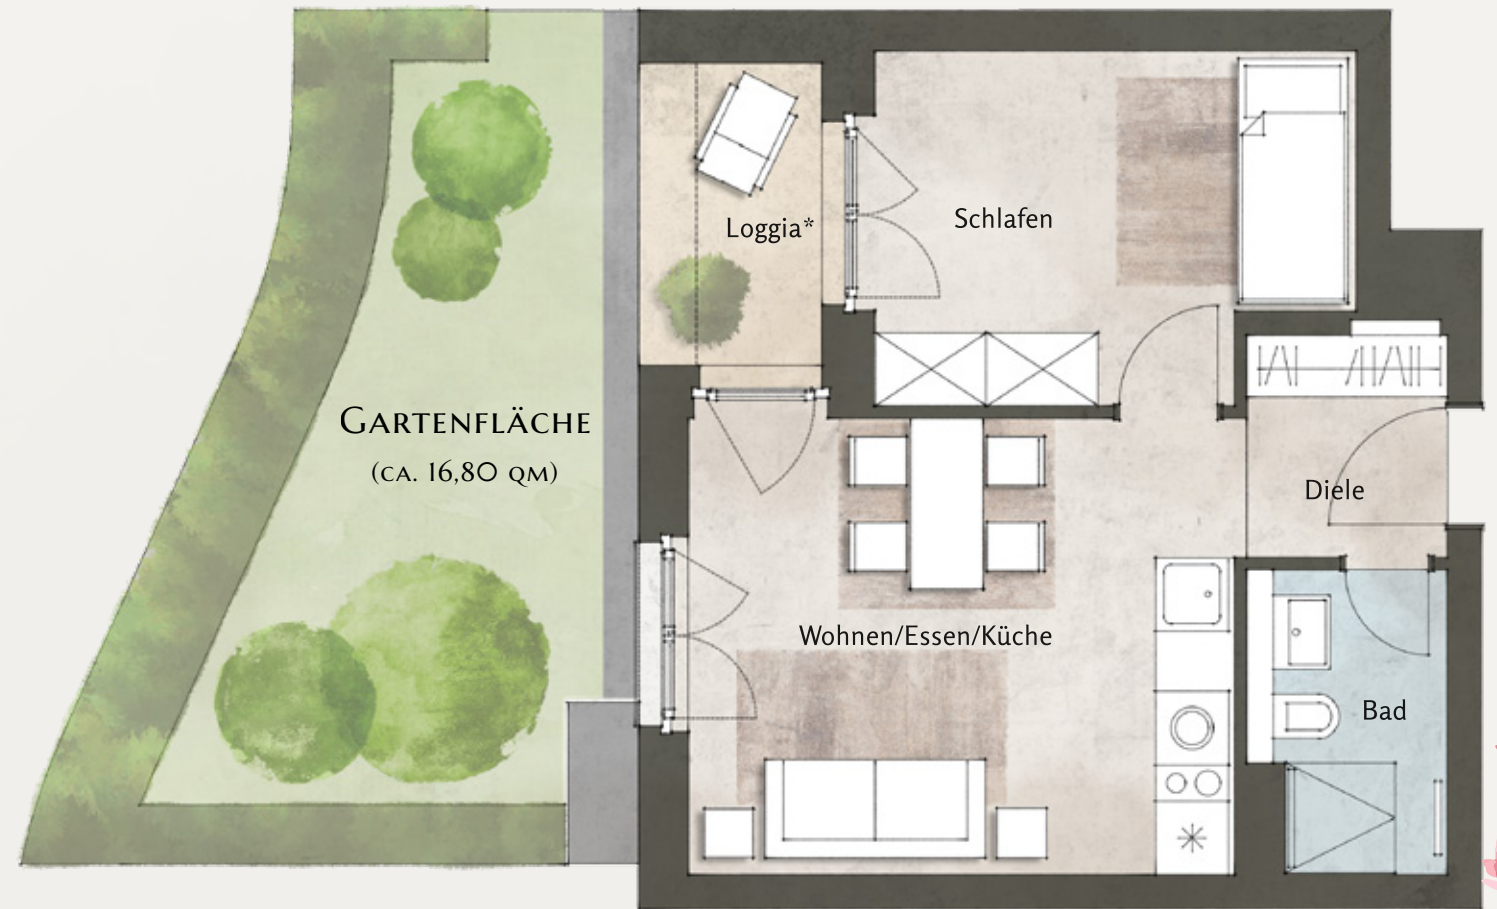 Loggia*
Schlafen
GARTENFLÄCHE
(CA. 16,80 QM)
Diele
Wohnen/Essen/Küche
Bad